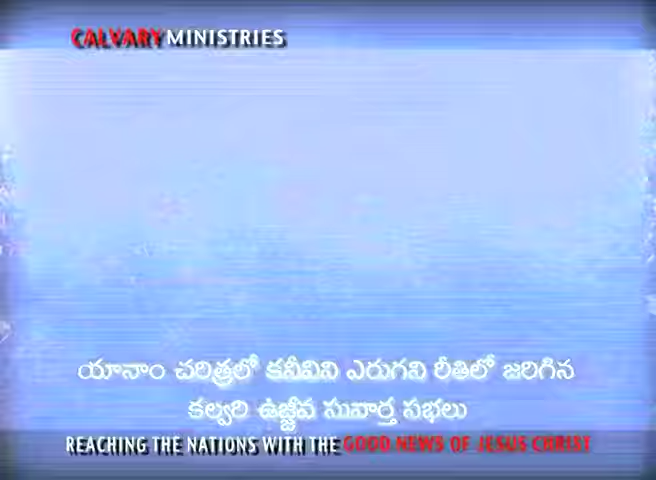 CALVARY MINISTRIES
యానాం చరిత్రలో కనీవిని ఎరుగని రీతిలో జరిగిన
కల్వరి ఉజ్జీవ సువార్త సభలు
REACHING THE NATIONS WITH THE GOOD NEWS OF JESUS CHRIST